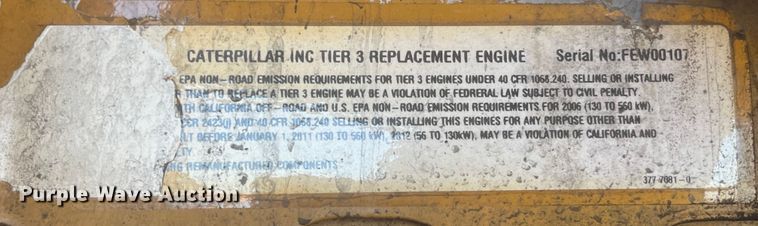 CATERPILLAR INC TIER 3 REPLACEMENT ENGINE Serial No:FEW00107
EPA NON-ROAD EMISSION REQUIREMENTS FOR TIER 3 ENGINES UNDER 40 CFR 1068.240. SELLING OR INSTALLING
THAN TO REPLACE A TIER 3 ENGINE MAY BE A VIOLATION OF FEDRERAL LAW SUBJECT TO CIVIL PENALTY.
CALIFORNIA OFF-ROAD AND U.S. EPA NON-ROAD EMISSION REQUIREMENTS FOR 2006 (130 TO 560 kW),
AND 40 CFR 1068.240 SELLING OR INSTALLING THIS ENGINES FOR ANY PURPOSE OTHER THAN
BEFORE JANUARY 1, 2011 (130 TO 560 kW), 2012 (56 TO 130kW), MAY BE A VIOLATION OF CALIFORNIA AND
REMANUFACTURED COMPONENTS
377-7081-0
Purple Wave Auction